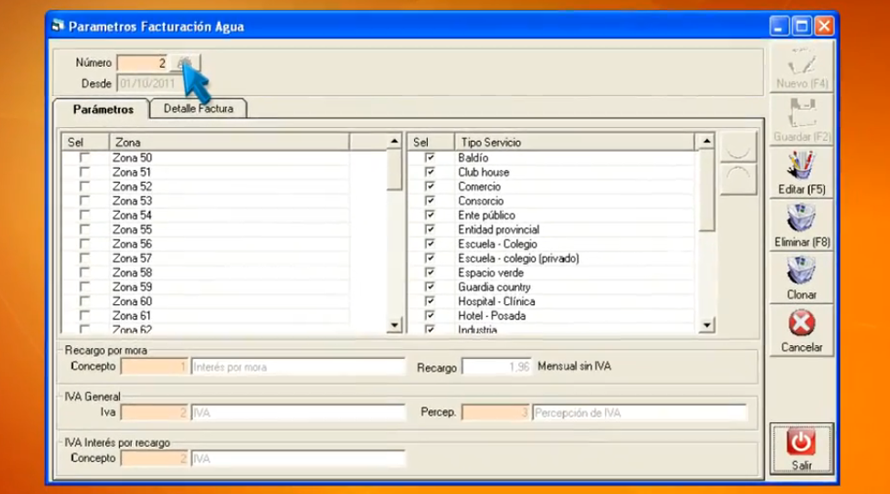 Parametros Facturación Agua
Número 2
Desde 01/10/2011
Parámetros Detalle Factura
Sel Zona
Zona 50
Zona 51
Zona 52
Zona 53
Zona 54
Zona 55
Zona 56
Zona 57
Zona 58
Zona 59
Zona 60
Zona 61
Zona 62
Sel Tipo Servicio
Baldío
Club house
Comercio
Consorcio
Ente público
Entidad provincial
Escuela - Colegio
Escuela - colegio (privado)
Espacio verde
Guardia country
Hospital - Clínica
Hotel - Posada
Industria
Recargo por mora
Concepto 1 Interés por mora Recargo 1,96 Mensual sin IVA
IVA General
Iva 2 IVA Percep. 3 Percepción de IVA
IVA Interés por recargo
Concepto 2 IVA
Nuevo (F4)
Guardar (F2)
Editar (F5)
Eliminar (F8)
Clonar
Cancelar
Salir